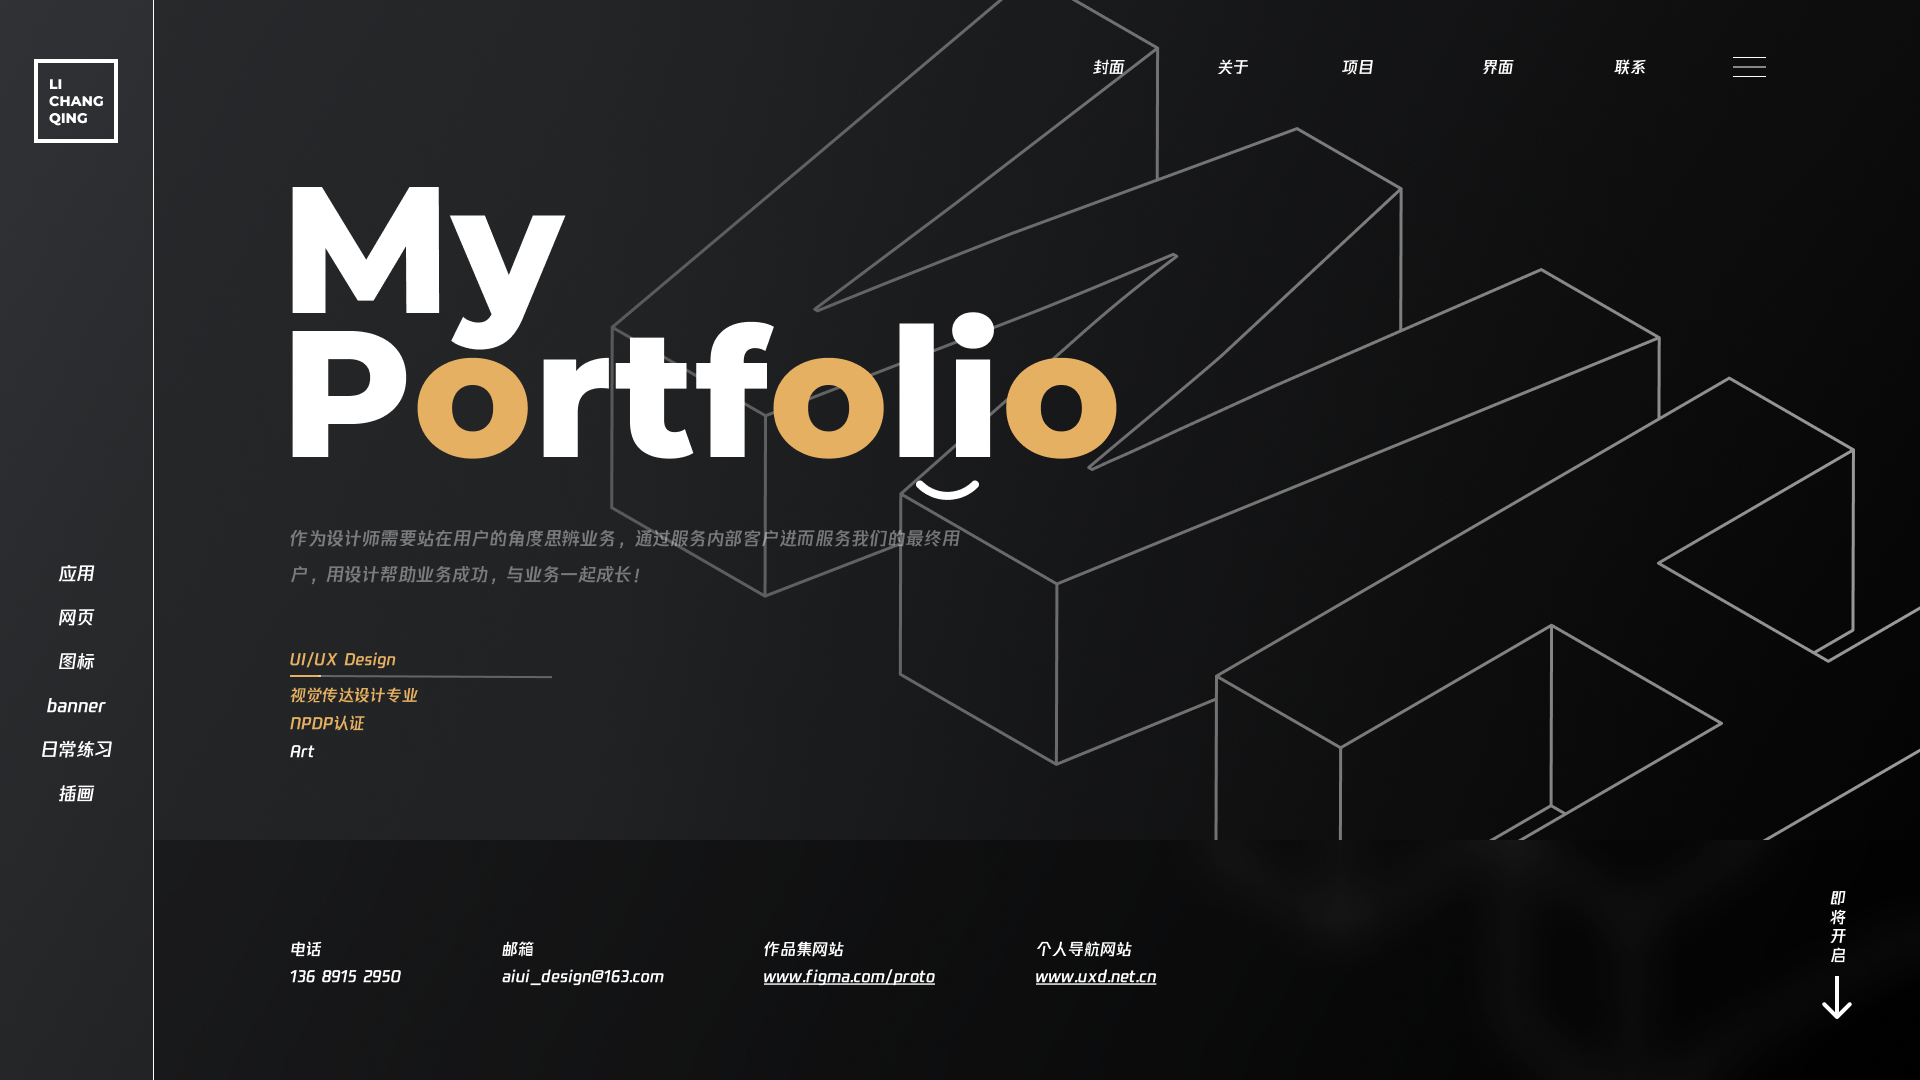 LI
CHANG
QING
封面
关于
项目
界面
联系
My
Portfolio
作为设计师需要站在用户的角度思辨业务，通过服务内部客户进而服务我们的最终用
户，用设计帮助业务成功，与业务一起成长！
UI/UX Design
视觉传达设计专业
NPDP认证
Art
应用
网页
图标
banner
日常练习
插画
电话
136 8915 2950
邮箱
aiui_design@163.com
作品集网站
www.figma.com/proto
个人导航网站
www.uxd.net.cn
即将开启